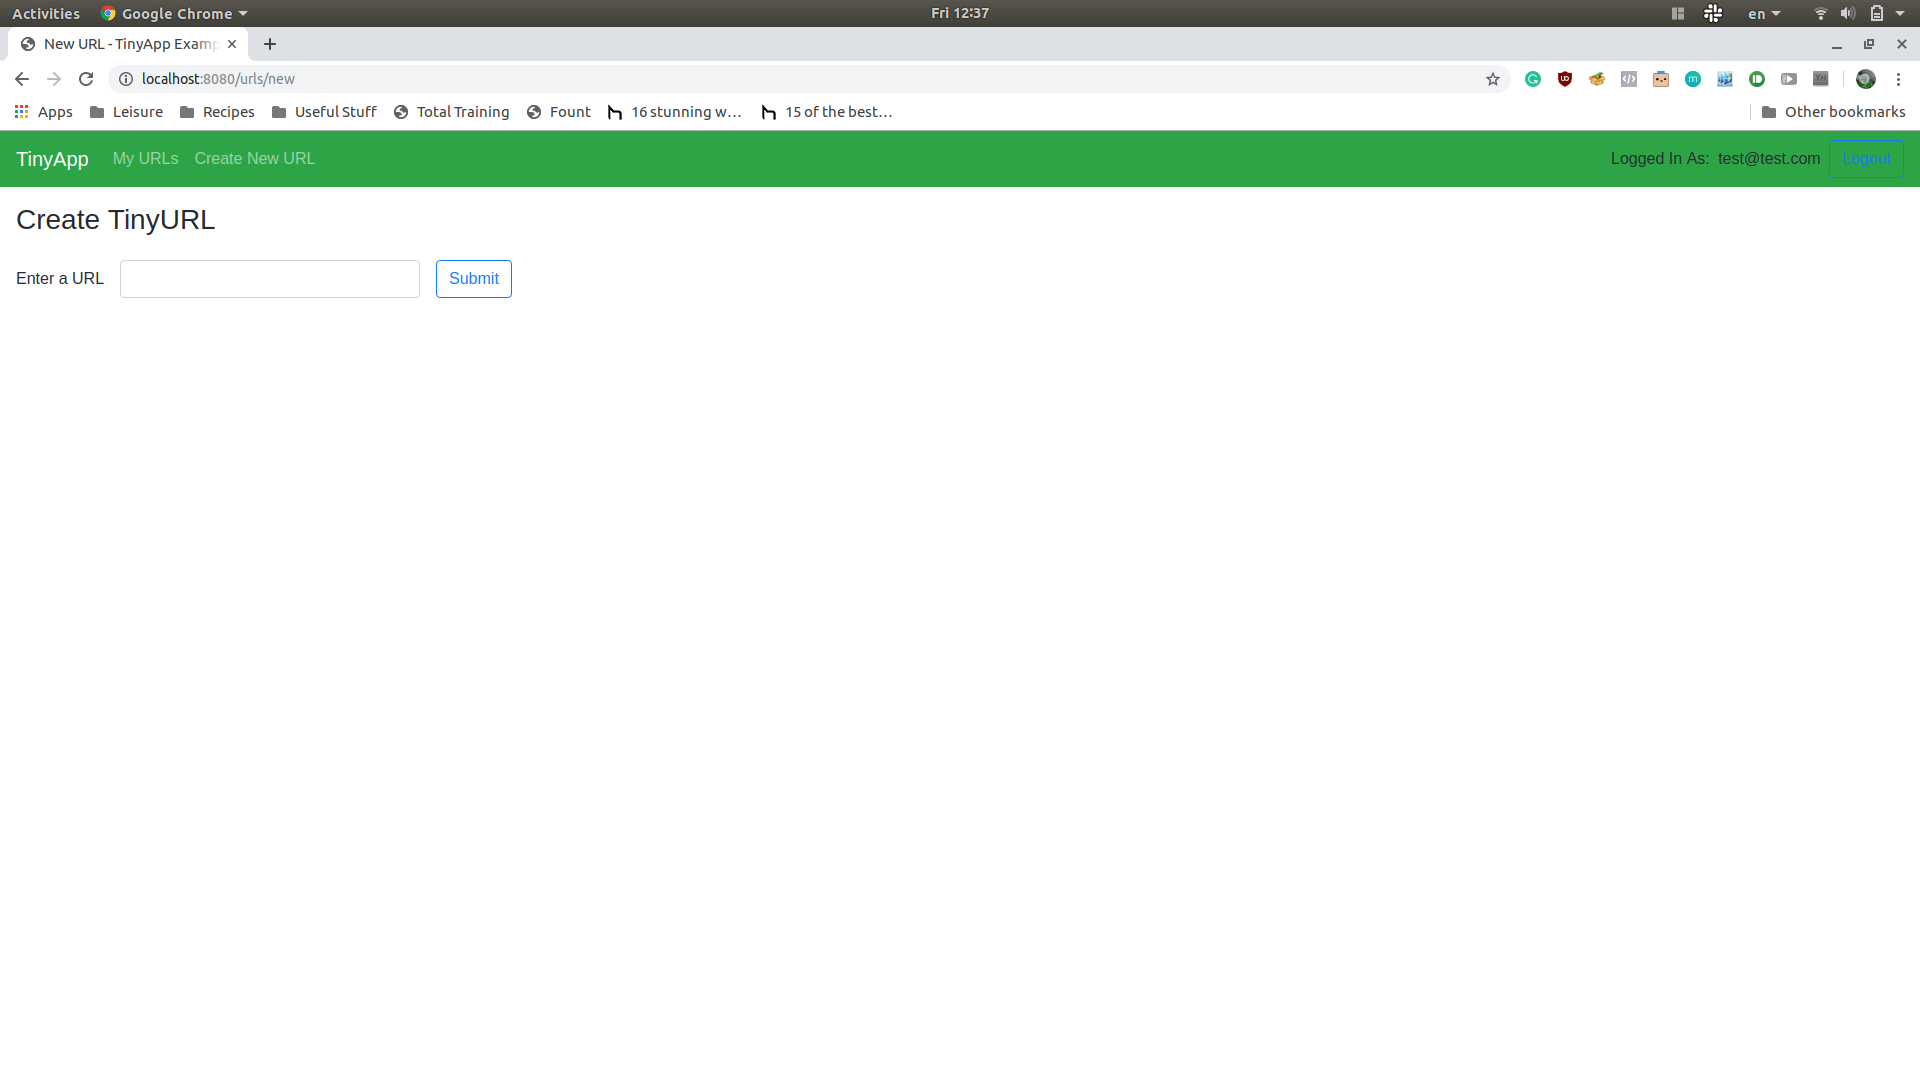 Activities Google Chrome Fri 12:37 en
New URL - TinyApp Examp
localhost:8080/urls/new
Apps Leisure Recipes Useful Stuff Total Training Fount 16 stunning w... 15 of the best... Other bookmarks
TinyApp My URLs Create New URL Logged In As: test@test.com Logout
Create TinyURL
Enter a URL Submit